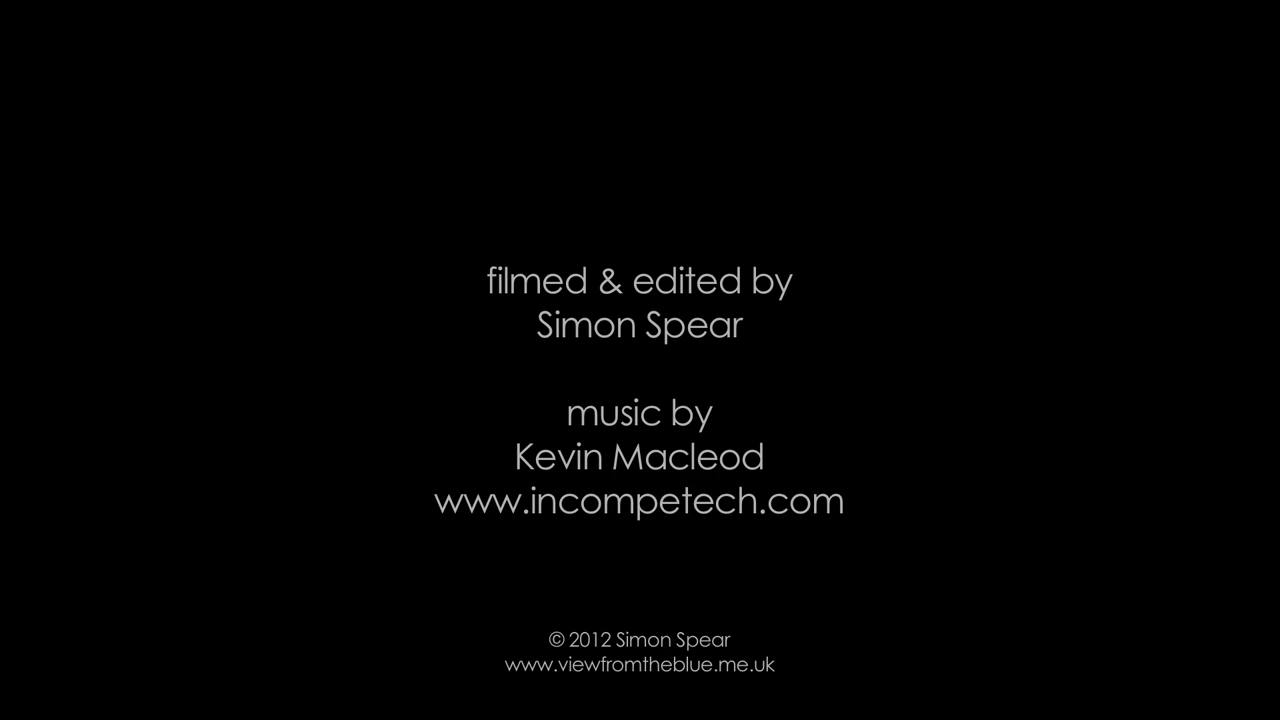 filmed & edited by
Simon Spear
music by
Kevin Macleod
www.incompetech.com
© 2012 Simon Spear
www.viewfromtheblue.me.uk